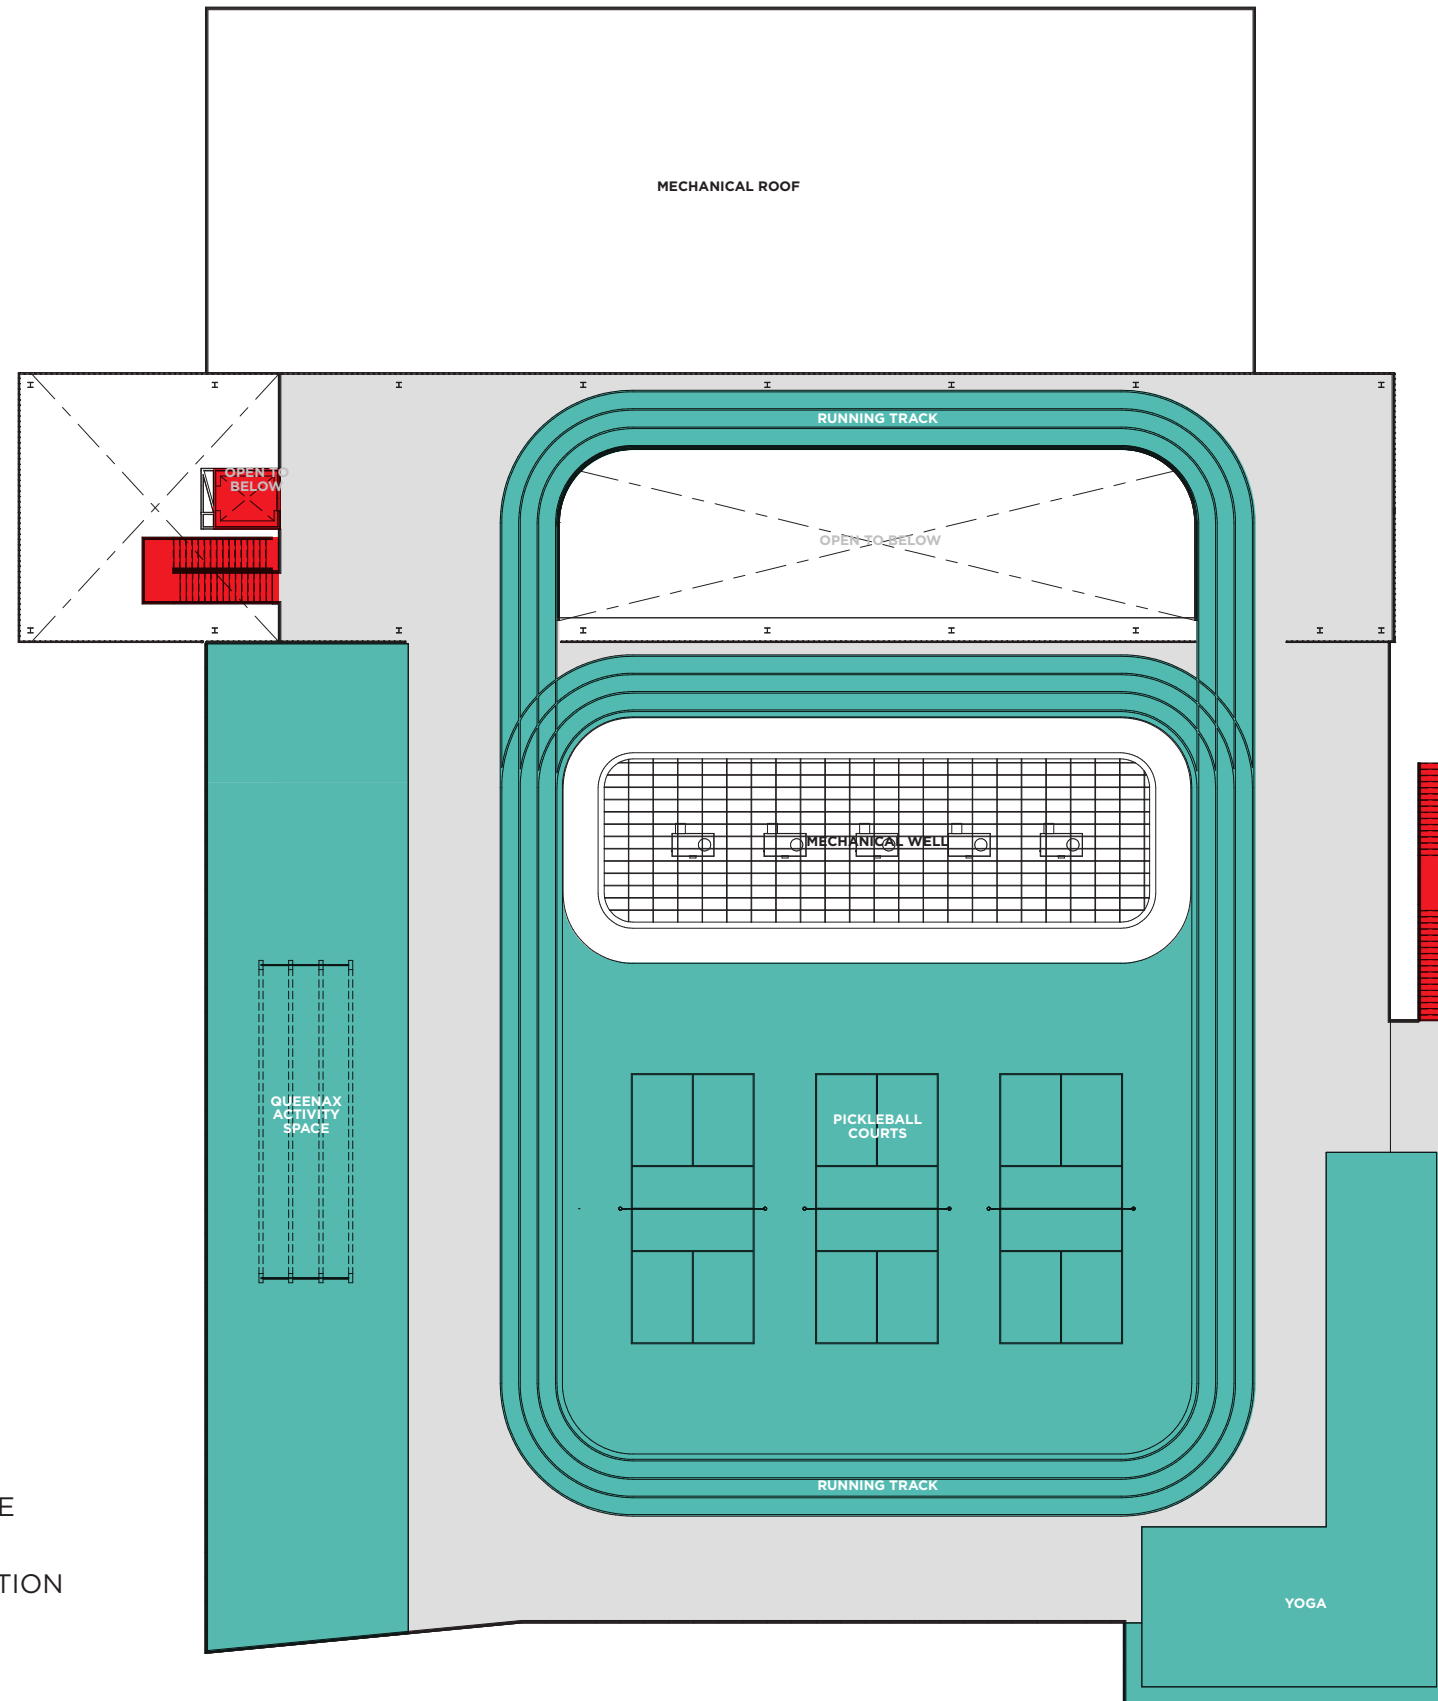 MECHANICAL ROOF
RUNNING TRACK
OPEN TO
BELOW
OPEN TO BELOW
MECHANICAL WELL
QUEENAX
ACTIVITY
SPACE
PICKLEBALL
COURTS
RUNNING TRACK
E
TION
YOGA